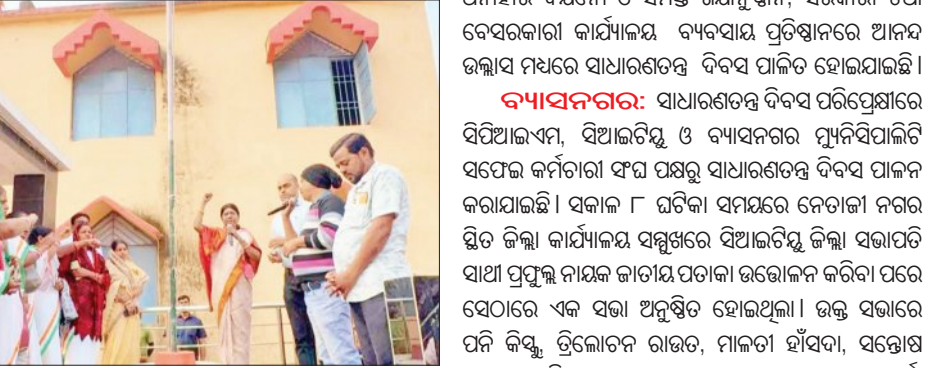 ବେସରକାରୀ କାର୍ଯ୍ୟାଳୟ ବ୍ୟବସାୟ ପ୍ରତିଷ୍ଠାନରେ ଆନନ୍ଦ
ଉଲ୍ଲାସ ମଧ୍ୟରେ ସାଧାରଣତନ୍ତ୍ର ଦିବସ ପାଳିତ ହୋଇଯାଇଛି।
ବ୍ୟାସନଗର: ସାଧାରଣତନ୍ତ୍ର ଦିବସ ପରିପ୍ରେକ୍ଷୀରେ
ସିପିଆଇଏମ, ସିଆଇଟିୟୁ ଓ ବ୍ୟାସନଗର ମ୍ୟୁନିସିପାଲିଟି
ସଫେଇ କର୍ମଚାରୀ ସଂଘ ପକ୍ଷରୁ ସାଧାରଣତନ୍ତ୍ର ଦିବସ ପାଳନ
କରାଯାଇଛି। ସକାଳ ୮ ଘଟିକା ସମୟରେ ନେତାଜୀ ନଗର
ସ୍ଥିତ ଜିଲ୍ଲା କାର୍ଯ୍ୟାଳୟ ସମ୍ମୁଖରେ ସିଆଇଟିୟୁ ଜିଲ୍ଲା ସଭାପତି
ସାଥୀ ପ୍ରଫୁଲ୍ଲ ନାୟକ ଜାତୀୟ ପତାକା ଉତ୍ତୋଳନ କରିବା ପରେ
ସେଠାରେ ଏକ ସଭା ଅନୁଷ୍ଠିତ ହୋଇଥିଲା। ଉକ୍ତ ସଭାରେ
ପନି କିସ୍କୁ, ତ୍ରିଲୋଚନ ରାଉତ, ମାଳତୀ ହାଁସଦା, ସନ୍ତୋଷ